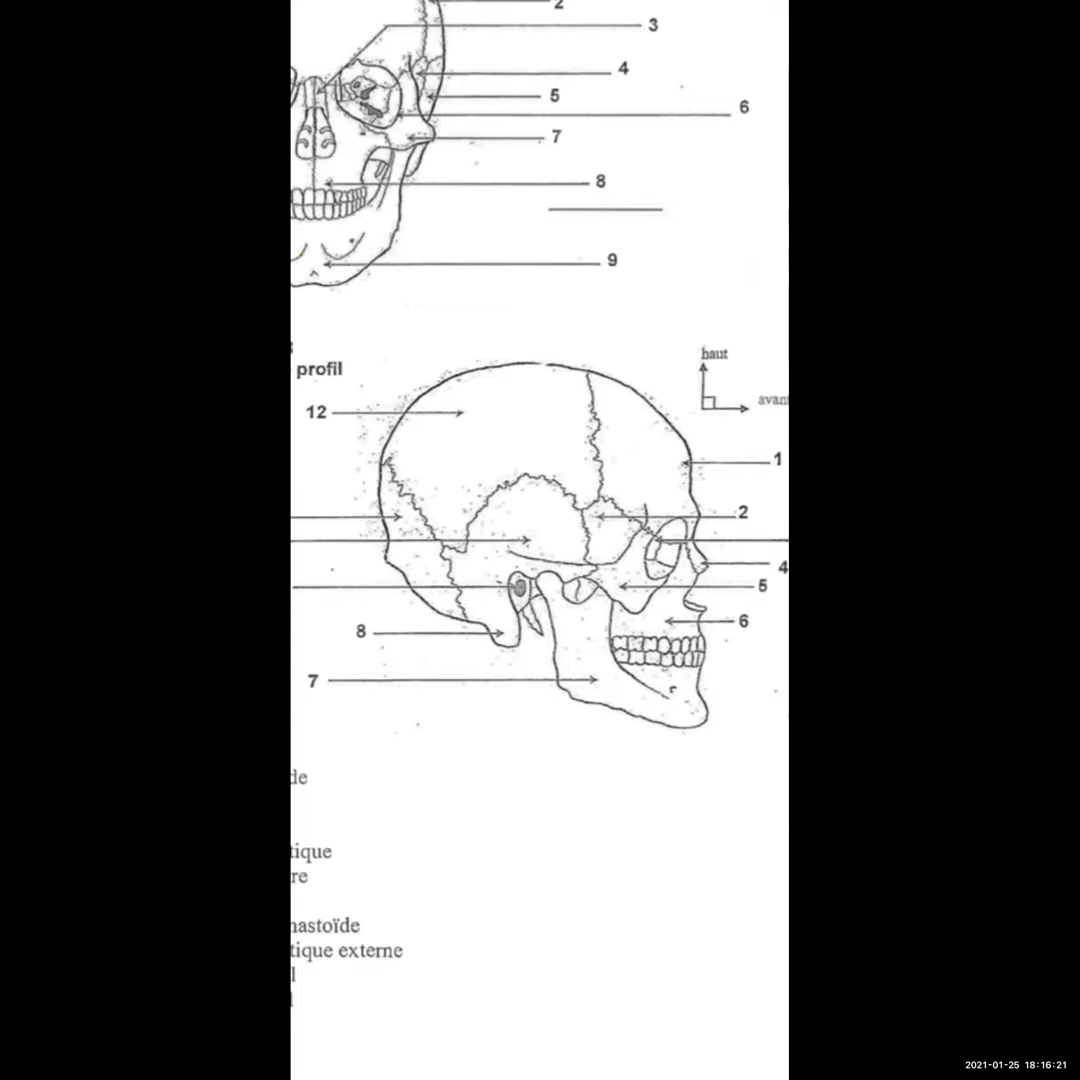 2
3
4
5
6
7
8
9
profil
haut
avant
12
1
2
4
5
6
8
7
de
tique
re
nastoïde
tique externe
l
2021-01-25 18:16:21